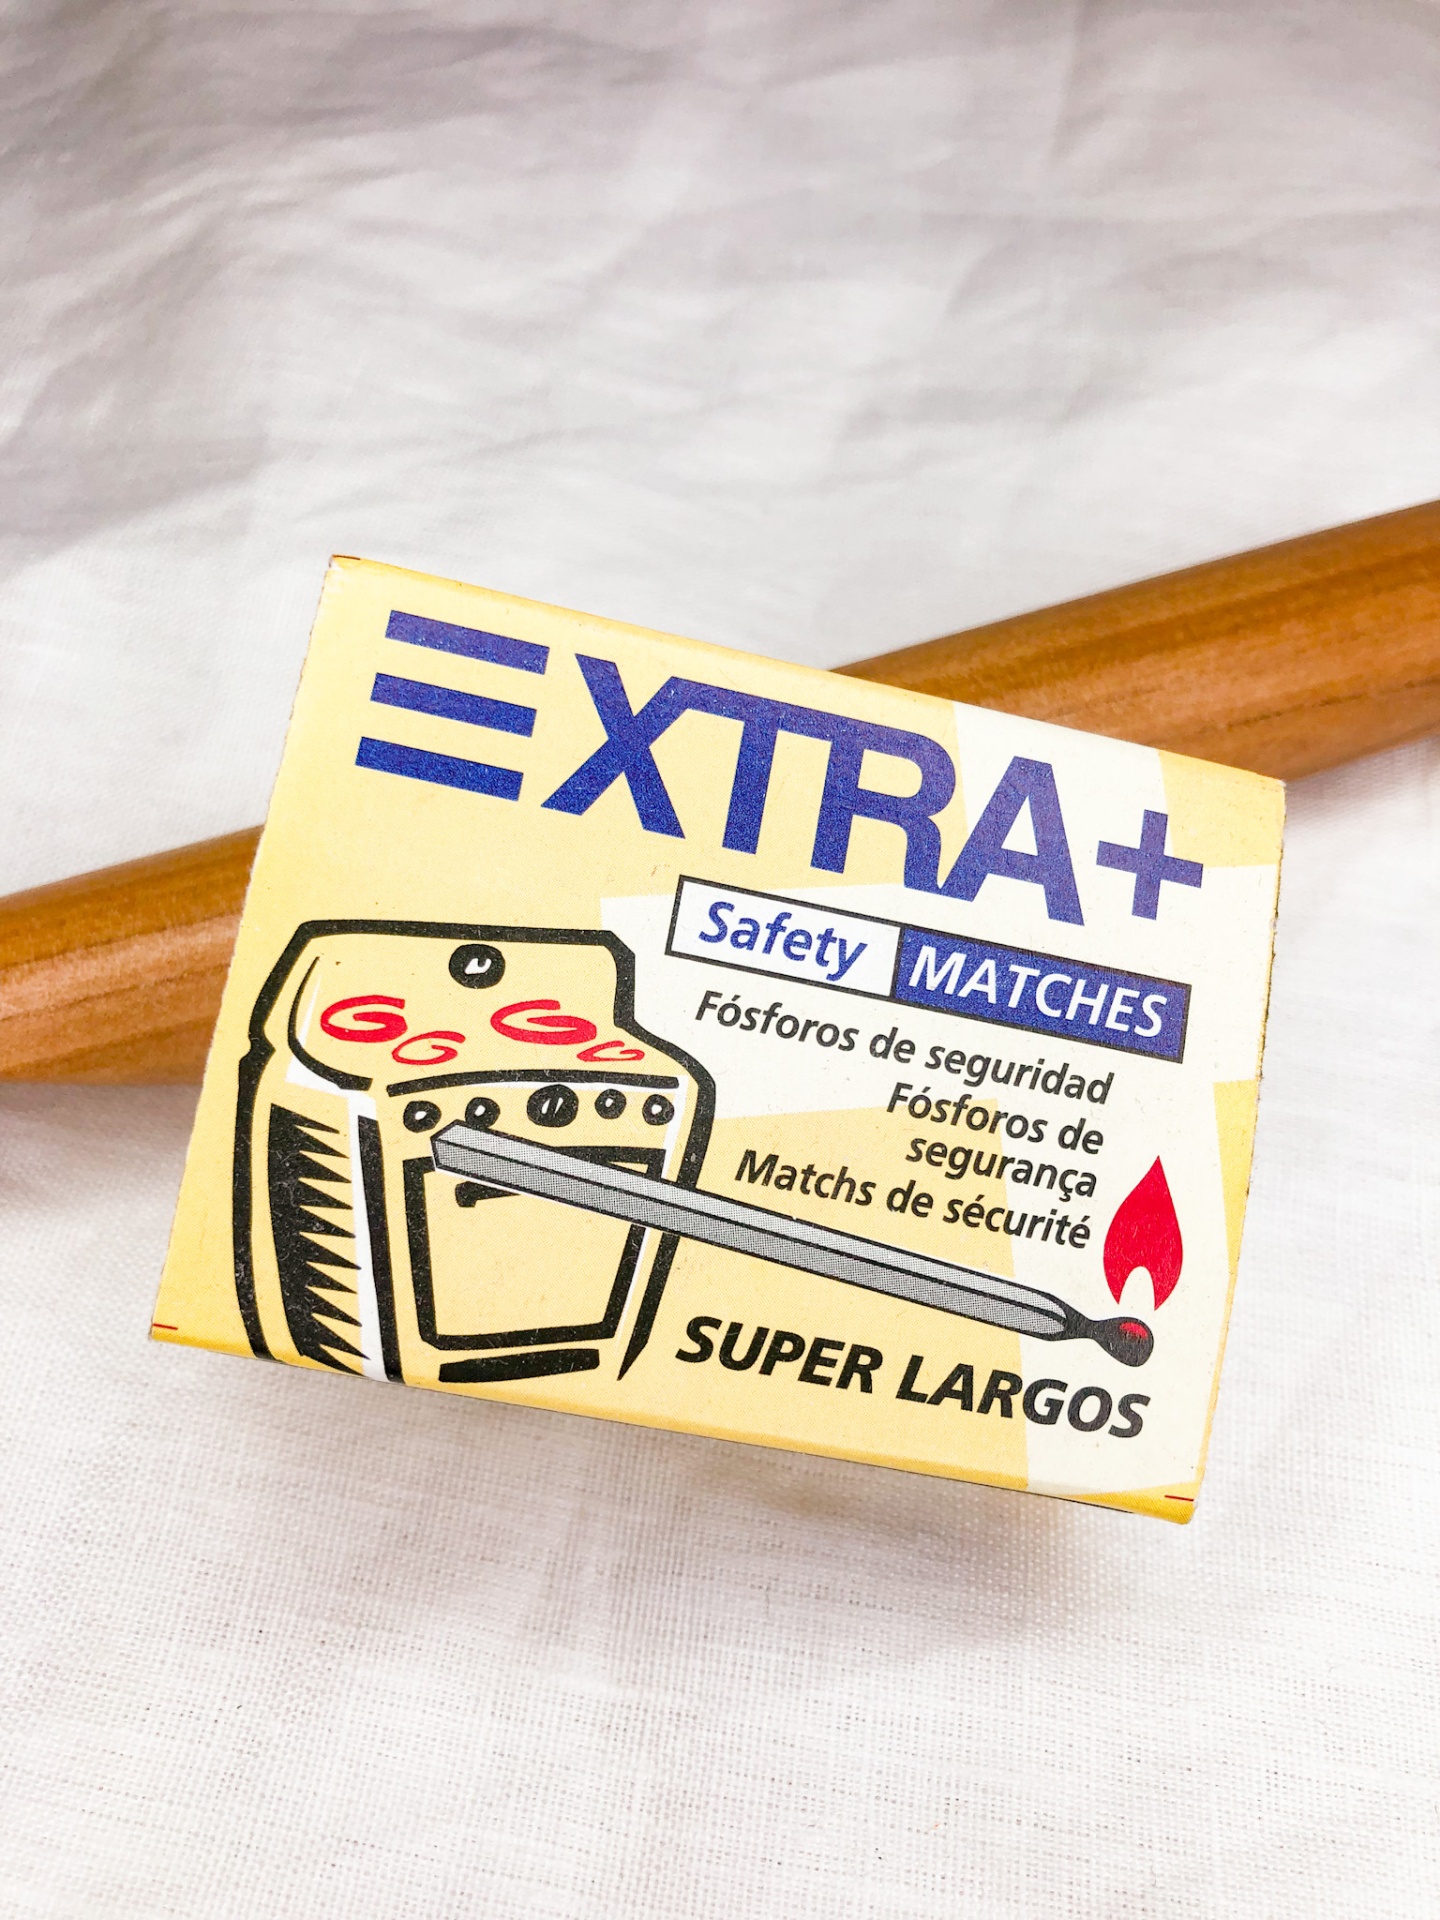 EXTRA+
Safety MATCHES
Fósforos de seguridad
Fósforos de
segurança
Matchs de sécurité
SUPER LARGOS